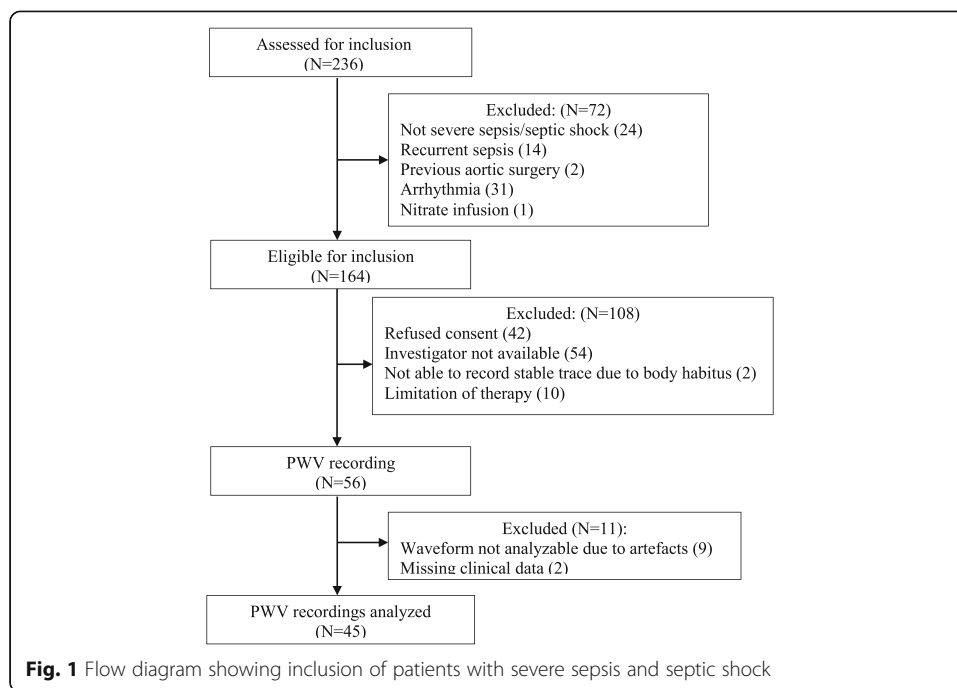 Assessed for inclusion
(N=236)
Excluded: (N=72)
Not severe sepsis/septic shock (24)
Recurrent sepsis (14)
Previous aortic surgery (2)
Arrhythmia (31)
Nitrate infusion (1)
Eligible for inclusion
(N=164)
Excluded: (N=108)
Refused consent (42)
Investigator not available (54)
Not able to record stable trace due to body habitus (2)
Limitation of therapy (10)
PWV recording
(N=56)
Excluded (N=11):
Waveform not analyzable due to artefacts (9)
Missing clinical data (2)
PWV recordings analyzed
(N=45)
Fig. 1 Flow diagram showing inclusion of patients with severe sepsis and septic shock